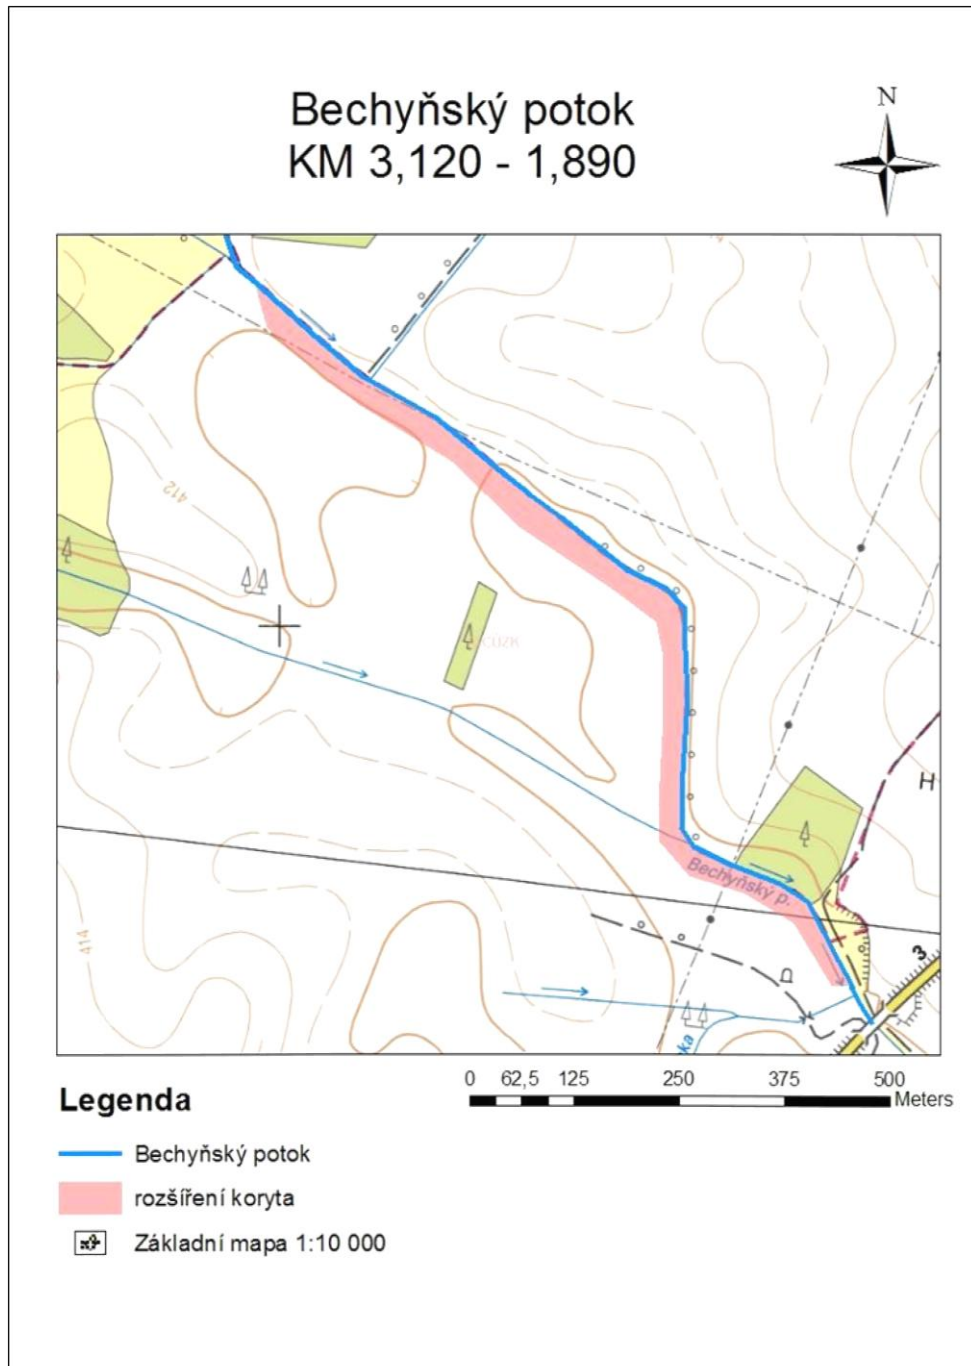 Bechyňský potok
KM 3,120 - 1,890
N
412
ČÚZK
H
Bechyňský p.
414
3
ka
0 62,5 125 250 375 500
Meters
Legenda
Bechyňský potok
rozšíření koryta
Základní mapa 1:10 000